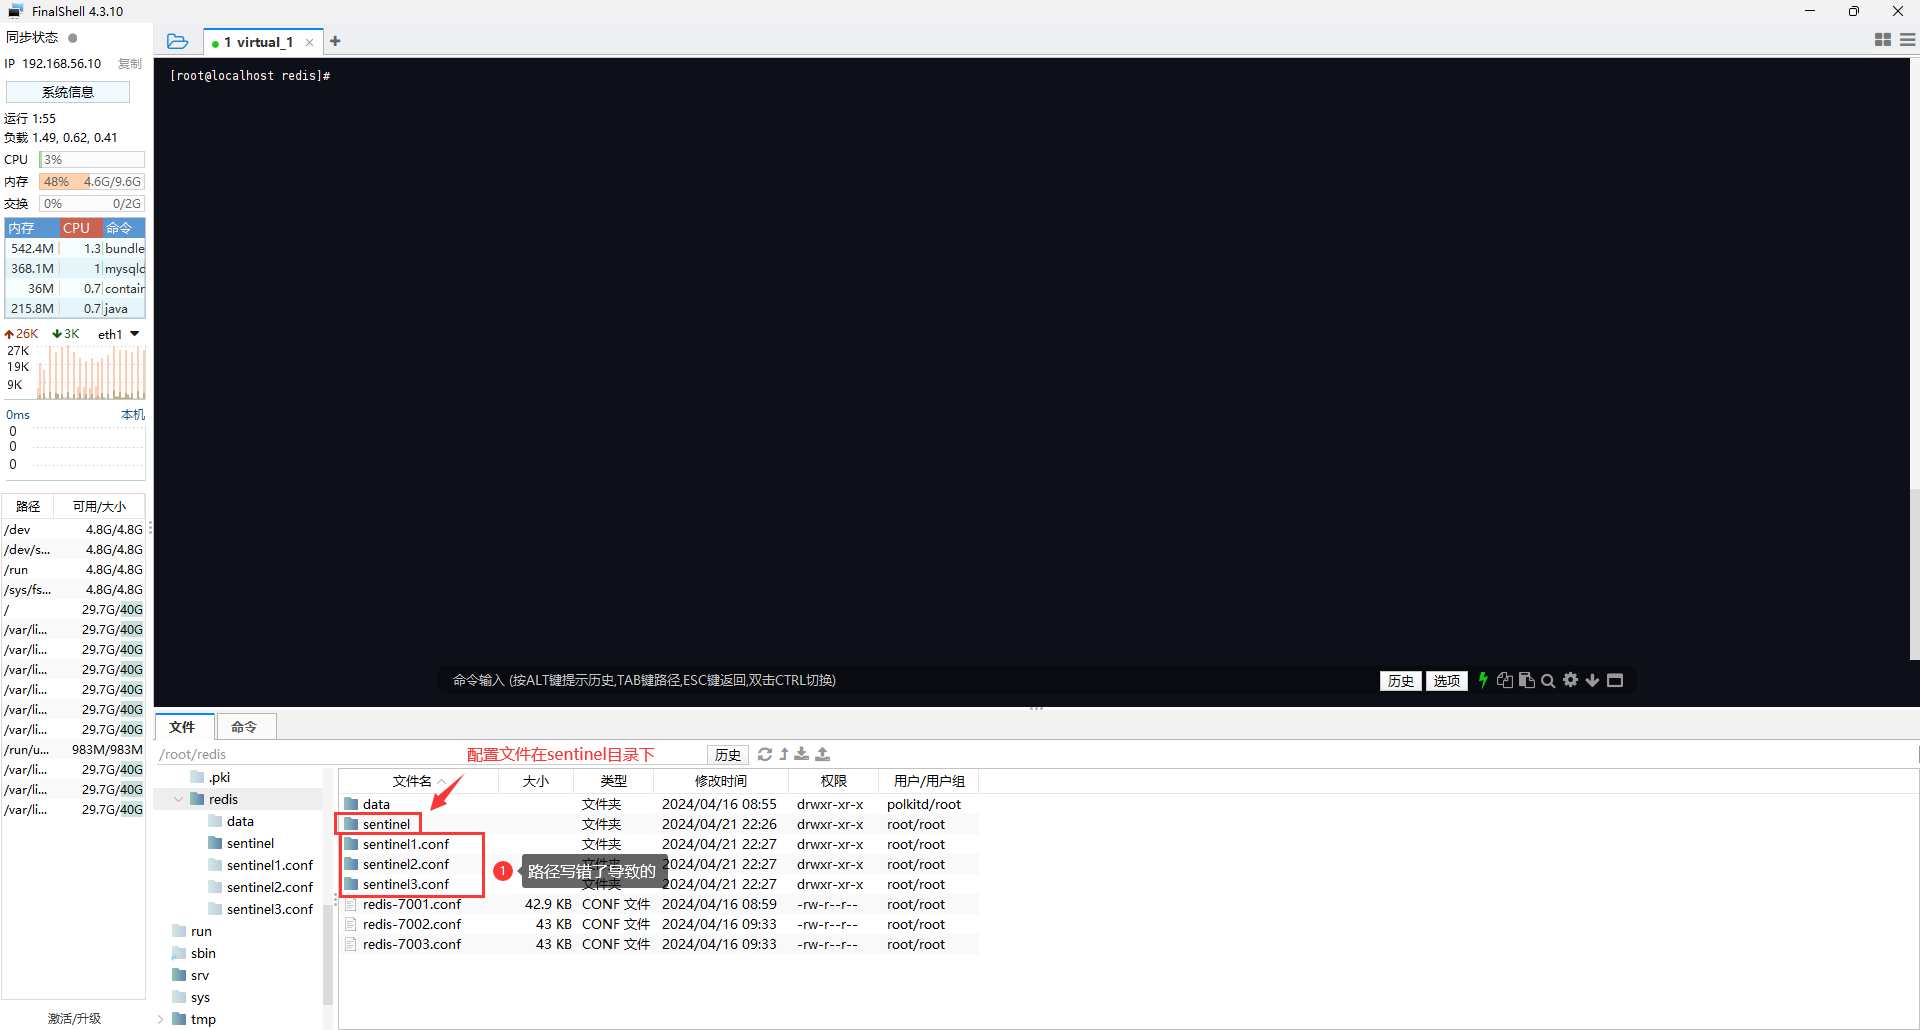 FinalShell 4.3.10
同步状态
IP 192.168.56.10 复制
系统信息
运行 1:55
负载 1.49, 0.62, 0.41
CPU 3%
内存 48% 4.6G/9.6G
交换 0% 0/2G
内存 CPU 命令
542.4M 1.3 bundle
368.1M 1 mysqld
36M 0.7 contair
215.8M 0.7 java
26K 3K eth1
27K
19K
9K
0ms 本机
0
0
0
路径 可用/大小
/dev 4.8G/4.8G
/dev/s... 4.8G/4.8G
/run 4.8G/4.8G
/sys/fs... 4.8G/4.8G
/ 29.7G/40G
/var/li... 29.7G/40G
/var/li... 29.7G/40G
/var/li... 29.7G/40G
/var/li... 29.7G/40G
/var/li... 29.7G/40G
/var/li... 29.7G/40G
/run/u... 983M/983M
/var/li... 29.7G/40G
/var/li... 29.7G/40G
/var/li... 29.7G/40G
激活/升级
1 virtual_1 × +
[root@localhost redis]#
命令输入 (按ALT键提示历史,TAB键路径,ESC键返回,双击CTRL切换)
历史 选项
文件 命令
/root/redis
配置文件在sentinel目录下
历史
.pki
redis
data
sentinel
sentinel1.conf
sentinel2.conf
sentinel3.conf
run
sbin
srv
sys
tmp
文件名 大小 类型 修改时间 权限 用户/用户组
data 文件夹 2024/04/16 08:55 drwxr-xr-x polkitd/root
sentinel 文件夹 2024/04/21 22:26 drwxr-xr-x root/root
sentinel1.conf 文件夹 2024/04/21 22:27 drwxr-xr-x root/root
sentinel2.conf 文件夹 2024/04/21 22:27 drwxr-xr-x root/root
1 路径写错了导致的
sentinel3.conf 文件夹 2024/04/21 22:27 drwxr-xr-x root/root
redis-7001.conf 42.9 KB CONF 文件 2024/04/16 08:59 -rw-r--r-- root/root
redis-7002.conf 43 KB CONF 文件 2024/04/16 09:33 -rw-r--r-- root/root
redis-7003.conf 43 KB CONF 文件 2024/04/16 09:33 -rw-r--r-- root/root